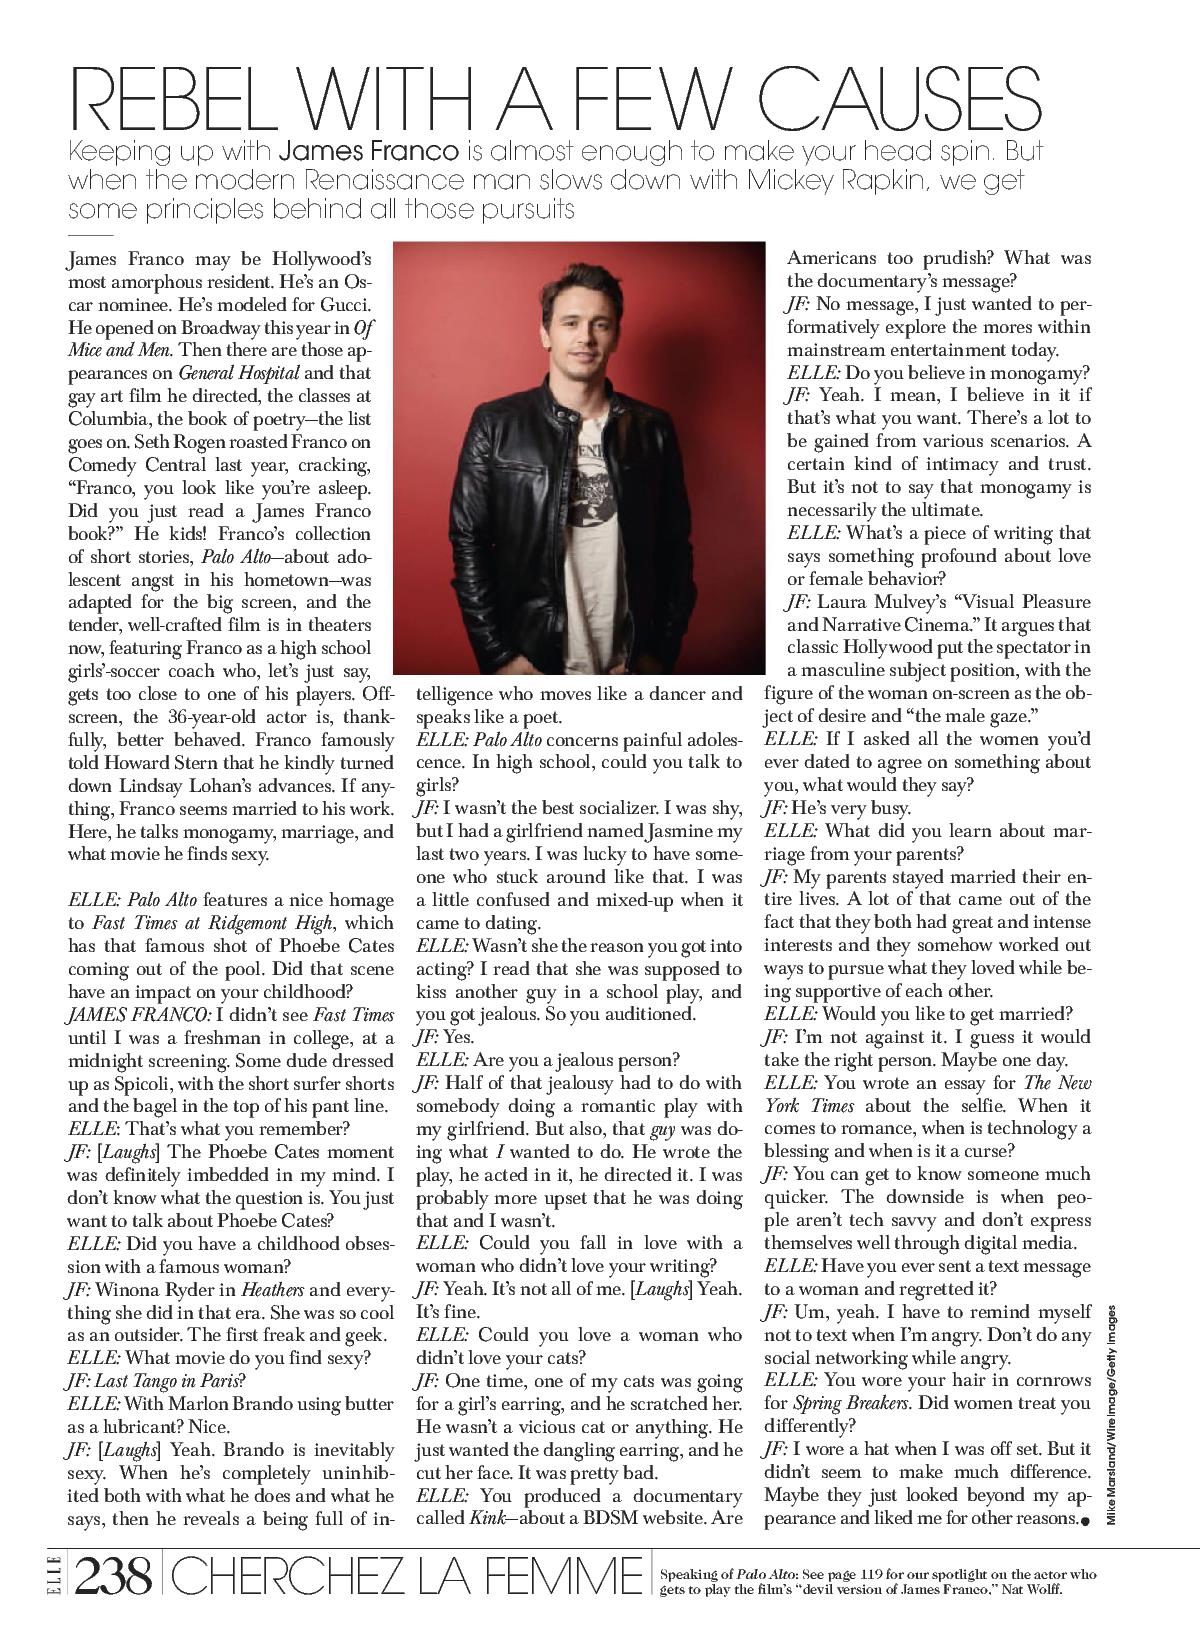 REBEL WITH A FEW CAUSES
Keeping up with James Franco is almost enough to make your head spin. But
when the modern Renaissance man slows down with Mickey Rapkin, we get
some principles behind all those pursuits
James Franco may be Hollywood's
most amorphous resident. He's an Os-
car nominee. He's modeled for Gucci.
He opened on Broadway this year in Of
Mice and Men. Then there are those ap-
pearances on General Hospital and that
gay art film he directed, the classes at
Columbia, the book of poetry—the list
goes on. Seth Rogen roasted Franco on
Comedy Central last year, cracking,
“Franco, you look like you're asleep.
Did you just read a James Franco
book?” He kids! Franco's collection
of short stories, Palo Alto—about ado-
lescent angst in his hometown—was
adapted for the big screen, and the
tender, well-crafted film is in theaters
now, featuring Franco as a high school
girls'-soccer coach who, let's just say,
gets too close to one of his players. Off-
screen, the 36-year-old actor is, thank-
fully, better behaved. Franco famously
told Howard Stern that he kindly turned
down Lindsay Lohan's advances. If any-
thing, Franco seems married to his work.
Here, he talks monogamy, marriage, and
what movie he finds sexy.
ELLE: Palo Alto features a nice homage
to Fast Times at Ridgemont High, which
has that famous shot of Phoebe Cates
coming out of the pool. Did that scene
have an impact on your childhood?
JAMES FRANCO: I didn't see Fast Times
until I was a freshman in college, at a
midnight screening. Some dude dressed
up as Spicoli, with the short surfer shorts
and the bagel in the top of his pant line.
ELLE: That's what you remember?
JF: [Laughs] The Phoebe Cates moment
was definitely imbedded in my mind. I
don't know what the question is. You just
want to talk about Phoebe Cates?
ELLE: Did you have a childhood obses-
sion with a famous woman?
JF: Winona Ryder in Heathers and every-
thing she did in that era. She was so cool
as an outsider. The first freak and geek.
ELLE: What movie do you find sexy?
JF: Last Tango in Paris?
ELLE: With Marlon Brando using butter
as a lubricant? Nice.
JF: [Laughs] Yeah. Brando is inevitably
sexy. When he's completely uninhib-
ited both with what he does and what he
says, then he reveals a being full of in-
telligence who moves like a dancer and
speaks like a poet.
ELLE: Palo Alto concerns painful adoles-
cence. In high school, could you talk to
girls?
JF: I wasn't the best socializer. I was shy,
but I had a girlfriend named Jasmine my
last two years. I was lucky to have some-
one who stuck around like that. I was
a little confused and mixed-up when it
came to dating.
ELLE: Wasn't she the reason you got into
acting? I read that she was supposed to
kiss another guy in a school play, and
you got jealous. So you auditioned.
JF: Yes.
ELLE: Are you a jealous person?
JF: Half of that jealousy had to do with
somebody doing a romantic play with
my girlfriend. But also, that guy was do-
ing what I wanted to do. He wrote the
play, he acted in it, he directed it. I was
probably more upset that he was doing
that and I wasn't.
ELLE: Could you fall in love with a
woman who didn't love your writing?
JF: Yeah. It's not all of me. [Laughs] Yeah.
It's fine.
ELLE: Could you love a woman who
didn't love your cats?
JF: One time, one of my cats was going
for a girl's earring, and he scratched her.
He wasn't a vicious cat or anything. He
just wanted the dangling earring, and he
cut her face. It was pretty bad.
ELLE: You produced a documentary
called Kink—about a BDSM website. Are
Americans too prudish? What was
the documentary's message?
JF: No message, I just wanted to per-
formatively explore the mores within
mainstream entertainment today.
ELLE: Do you believe in monogamy?
JF: Yeah. I mean, I believe in it if
that's what you want. There's a lot to
be gained from various scenarios. A
certain kind of intimacy and trust.
But it's not to say that monogamy is
necessarily the ultimate.
ELLE: What's a piece of writing that
says something profound about love
or female behavior?
JF: Laura Mulvey's “Visual Pleasure
and Narrative Cinema.” It argues that
classic Hollywood put the spectator in
a masculine subject position, with the
figure of the woman on-screen as the ob-
ject of desire and “the male gaze.”
ELLE: If I asked all the women you'd
ever dated to agree on something about
you, what would they say?
JF: He's very busy.
ELLE: What did you learn about mar-
riage from your parents?
JF: My parents stayed married their en-
tire lives. A lot of that came out of the
fact that they both had great and intense
interests and they somehow worked out
ways to pursue what they loved while be-
ing supportive of each other.
ELLE: Would you like to get married?
JF: I'm not against it. I guess it would
take the right person. Maybe one day.
ELLE: You wrote an essay for The New
York Times about the selfie. When it
comes to romance, when is technology a
blessing and when is it a curse?
JF: You can get to know someone much
quicker. The downside is when peo-
ple aren't tech savvy and don't express
themselves well through digital media.
ELLE: Have you ever sent a text message
to a woman and regretted it?
JF: Um, yeah. I have to remind myself
not to text when I'm angry. Don't do any
social networking while angry.
ELLE: You wore your hair in cornrows
for Spring Breakers. Did women treat you
differently?
JF: I wore a hat when I was off set. But it
didn't seem to make much difference.
Maybe they just looked beyond my ap-
pearance and liked me for other reasons.●
Mike Marsland/WireImage/Getty Images
ELLE
238
CHERCHEZ LA FEMME
Speaking of Palo Alto: See page 119 for our spotlight on the actor who
gets to play the film's “devil version of James Franco,” Nat Wolff.